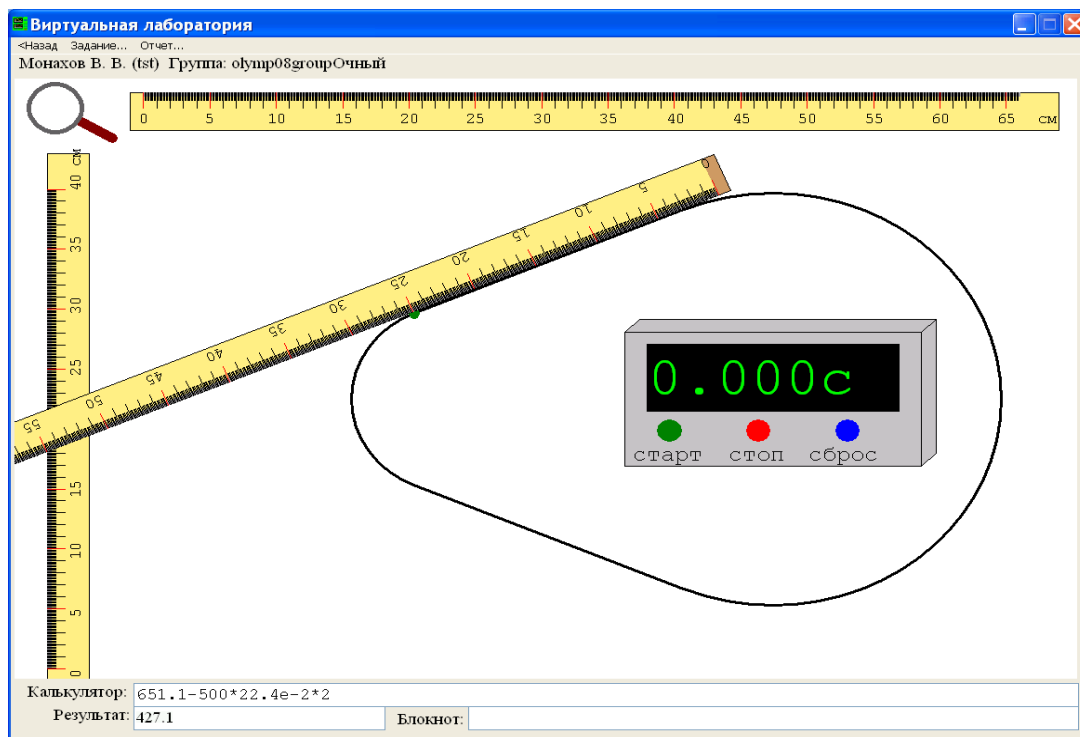 Виртуальная лаборатория
<Назад Задание... Отчет...
Монахов В. В. (tst) Группа: olymp08groupОчный
0 5 10 15 20 25 30 35 40 45 50 55 60 65 см
40 см
35
30
25
15
10
5
0
0 5 10 15 20 25 30 35 40 45 50 55
0.000с
старт стоп сброс
Калькулятор: 651.1-500*22.4e-2*2
Результат: 427.1 Блокнот: